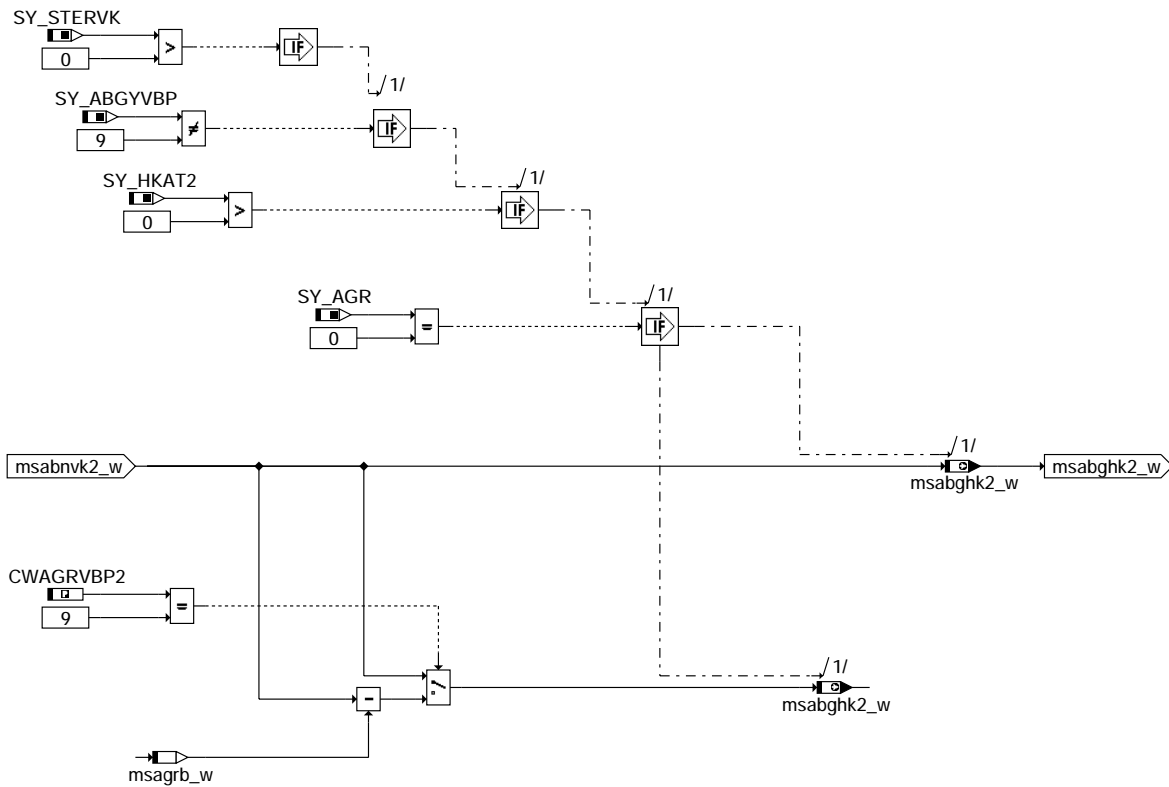 SY_STERVK
0
>
IF
/1/
SY_ABGYVBP
9
≠
IF
/1/
SY_HKAT2
0
>
IF
/1/
SY_AGR
0
=
IF
msabnvk2_w
/1/
msabghk2_w
msabghk2_w
CWAGRVBP2
9
=
/1/
-
msabghk2_w
msagrb_w